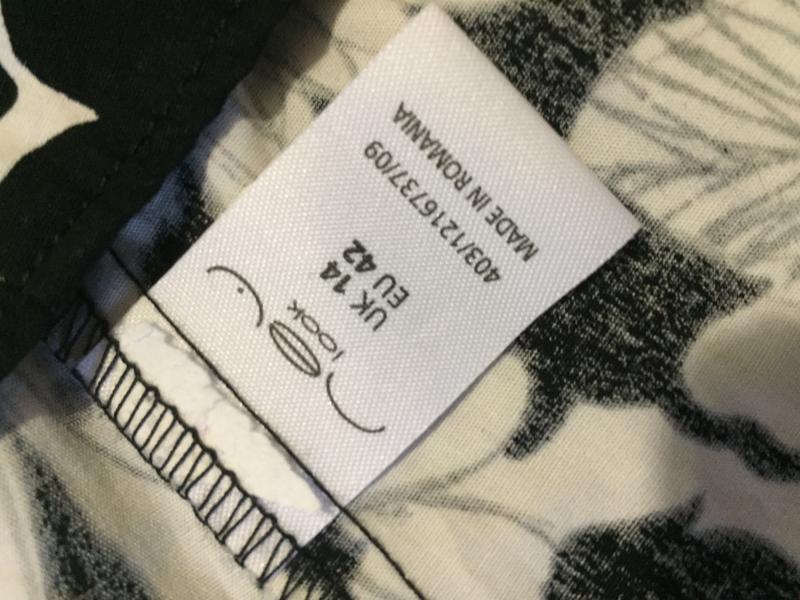 look
UK 14
EU 42
403/1216737/09
MADE IN ROMANIA